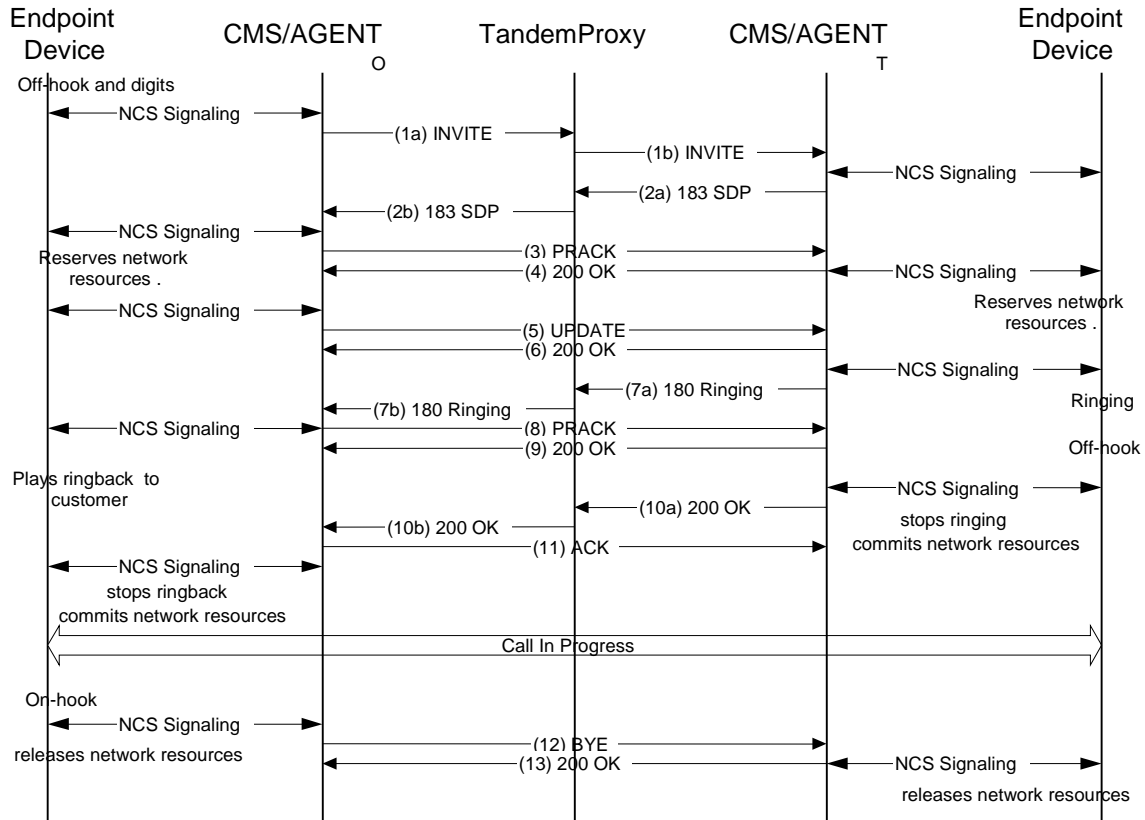 Endpoint
Device
CMS/AGENT
O
TandemProxy
CMS/AGENT
T
Endpoint
Device
Off-hook and digits
NCS Signaling
(1a) INVITE
(1b) INVITE
NCS Signaling
(2a) 183 SDP
(2b) 183 SDP
NCS Signaling
(3) PRACK
Reserves network
resources .
(4) 200 OK
NCS Signaling
Reserves network
resources .
NCS Signaling
(5) UPDATE
(6) 200 OK
NCS Signaling
(7a) 180 Ringing
Ringing
(7b) 180 Ringing
NCS Signaling
(8) PRACK
(9) 200 OK
Off-hook
Plays ringback to
customer
NCS Signaling
(10a) 200 OK
stops ringing
commits network resources
(10b) 200 OK
(11) ACK
NCS Signaling
stops ringback
commits network resources
Call In Progress
On-hook
NCS Signaling
releases network resources
(12) BYE
(13) 200 OK
NCS Signaling
releases network resources